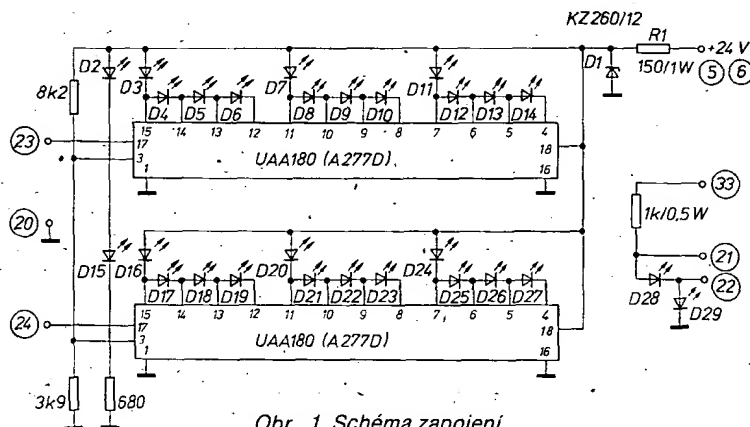 KZ260/12
R1
D1
+24 V
150/1W
5 6
D2
D3
D7
D11
8k2
D4 D5 D6
D8 D9 D10
D12 D13 D14
15 14 13 12 11 10 9 8 7 6 5 4
23
17
3
1
UAA180 (A277D)
18
16
20
33
1k/0,5W
21
22
D28
D29
D15 D16
D20
D24
D17 D18 D19
D21 D22 D23
D25 D26 D27
15 14 13 12 11 10 9 8 7 6 5 4
24
17
3
1
UAA180 (A277D)
18
16
3k9
680
Obr. 1. Schéma zapojení